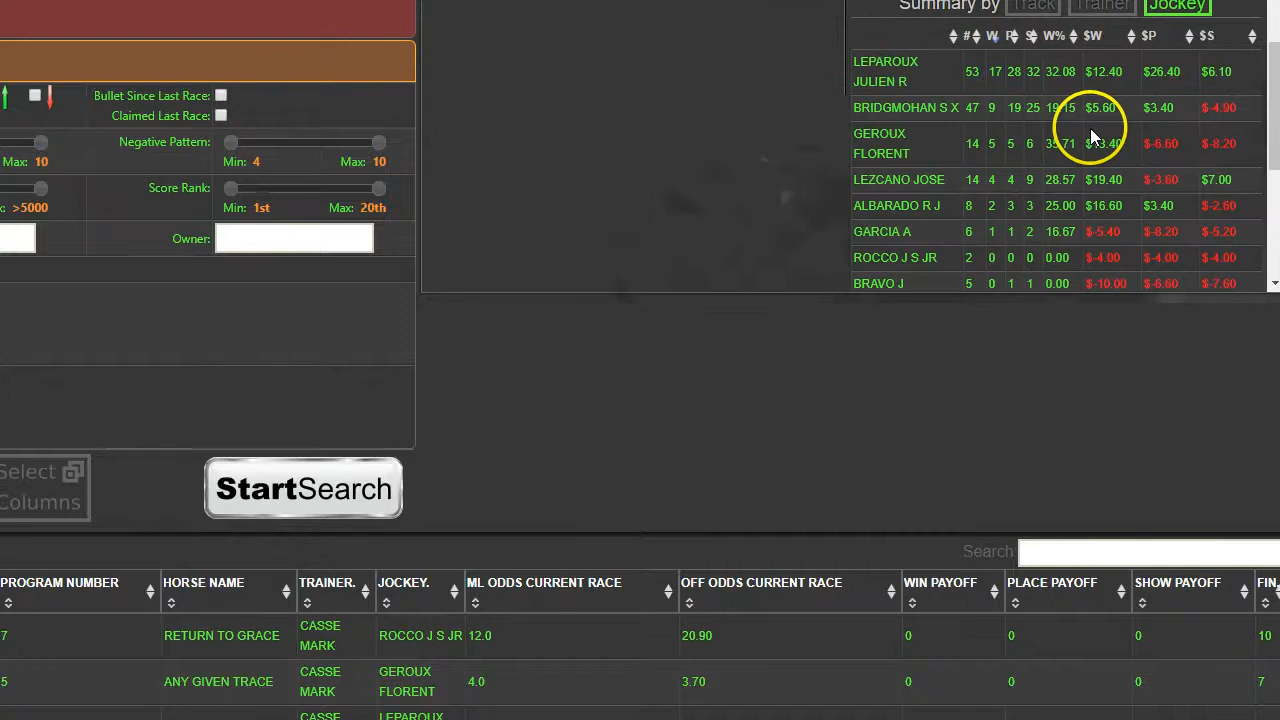 Summary by Track Trainer Jockey
# W P S W% $W $P $S
LEPAROUX
JULIEN R 53 17 28 32 32.08 $12.40 $26.40 $6.10
BRIDGMOHAN S X 47 9 19 25 19.15 $5.60 $3.40 $-4.90
GEROUX
FLORENT 14 5 5 6 35.71 $-6.60 $-8.20
LEZCANO JOSE 14 4 4 9 28.57 $19.40 $-3.60 $7.00
ALBARADO R J 8 2 3 3 25.00 $16.60 $3.40 $-2.60
GARCIA A 6 1 1 2 16.67 $-5.40 $-8.20 $-5.20
ROCCO J S JR 2 0 0 0 0.00 $-4.00 $-4.00 $-4.00
BRAVO J 5 0 1 1 0.00 $-10.00 $-6.60 $-7.60
Bullet Since Last Race:
Claimed Last Race:
Negative Pattern:
Max: 10 Min: 4 Max: 10
Score Rank:
>5000 Min: 1st Max: 20th
Owner:
Select
Columns
StartSearch
Search
PROGRAM NUMBER HORSE NAME TRAINER. JOCKEY. ML ODDS CURRENT RACE OFF ODDS CURRENT RACE WIN PAYOFF PLACE PAYOFF SHOW PAYOFF FIN.
7 RETURN TO GRACE CASSE
MARK ROCCO J S JR 12.0 20.90 0 0 0 10
5 ANY GIVEN TRACE CASSE
MARK GEROUX
FLORENT 4.0 3.70 0 0 0 7
CASSE LEPAROUX